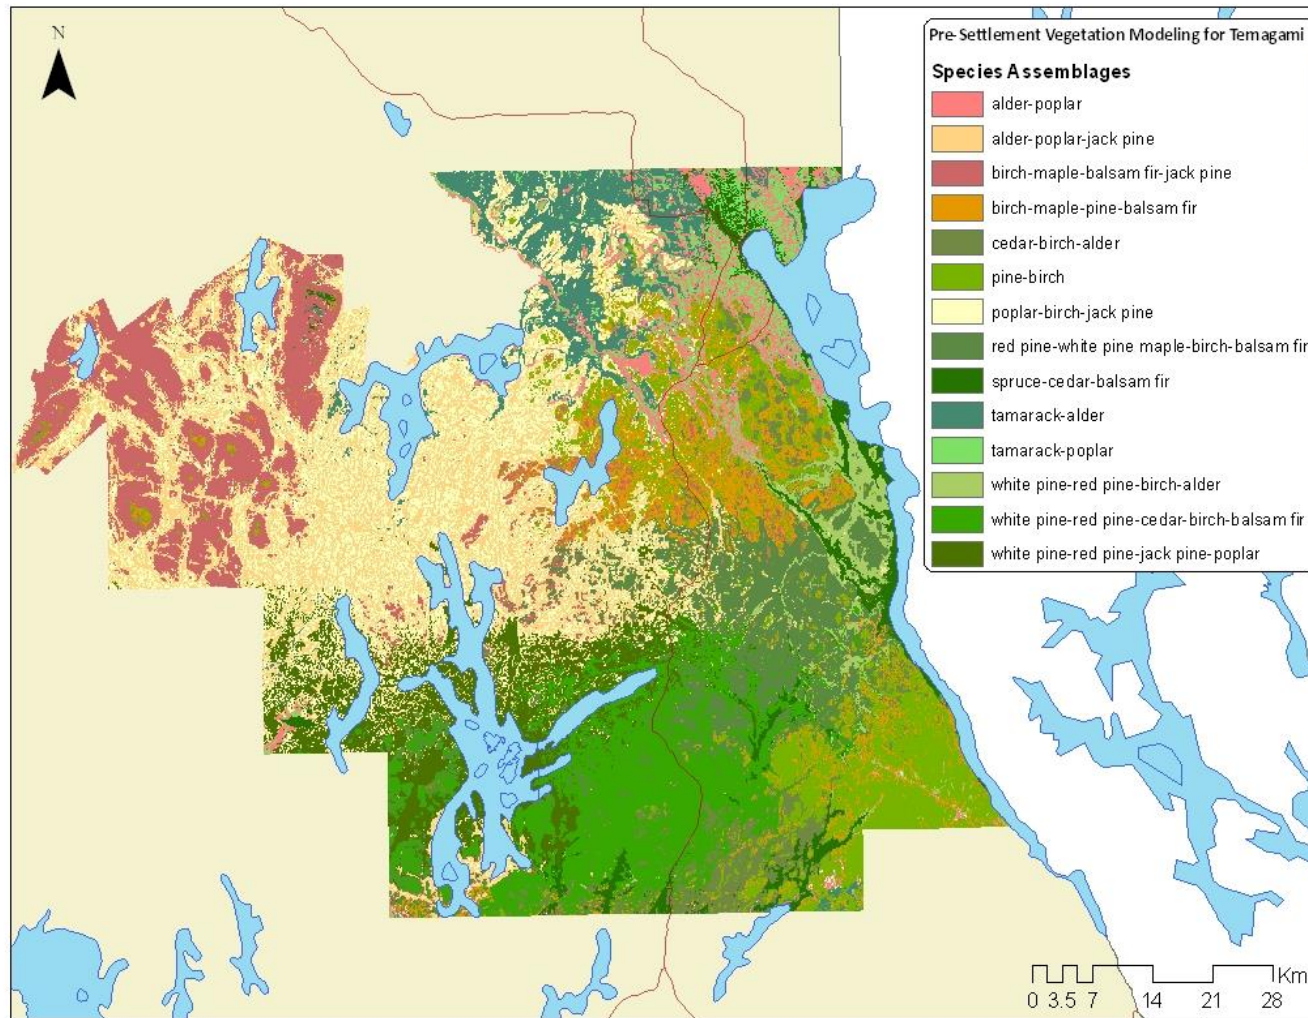 N
Pre-Settlement Vegetation Modeling for Temagami
Species Assemblages
alder-poplar
alder-poplar-jack pine
birch-maple-balsam fir-jack pine
birch-maple-pine-balsam fir
cedar-birch-alder
pine-birch
poplar-birch-jack pine
red pine-white pine maple-birch-balsam fir
spruce-cedar-balsam fir
tamarack-alder
tamarack-poplar
white pine-red pine-birch-alder
white pine-red pine-cedar-birch-balsam fir
white pine-red pine-jack pine-poplar
Km
0 3.5 7 14 21 28